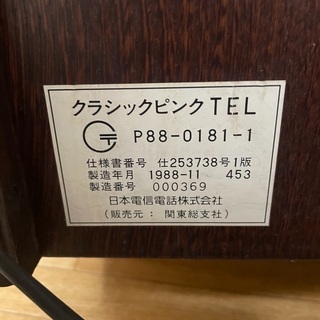 クラシックピンクTEL
P88-0181-1
仕様書番号 仕253738号1版
製造年月 1988-11 453
製造番号 000369
日本電信電話株式会社
(販売元: 関東総支社)